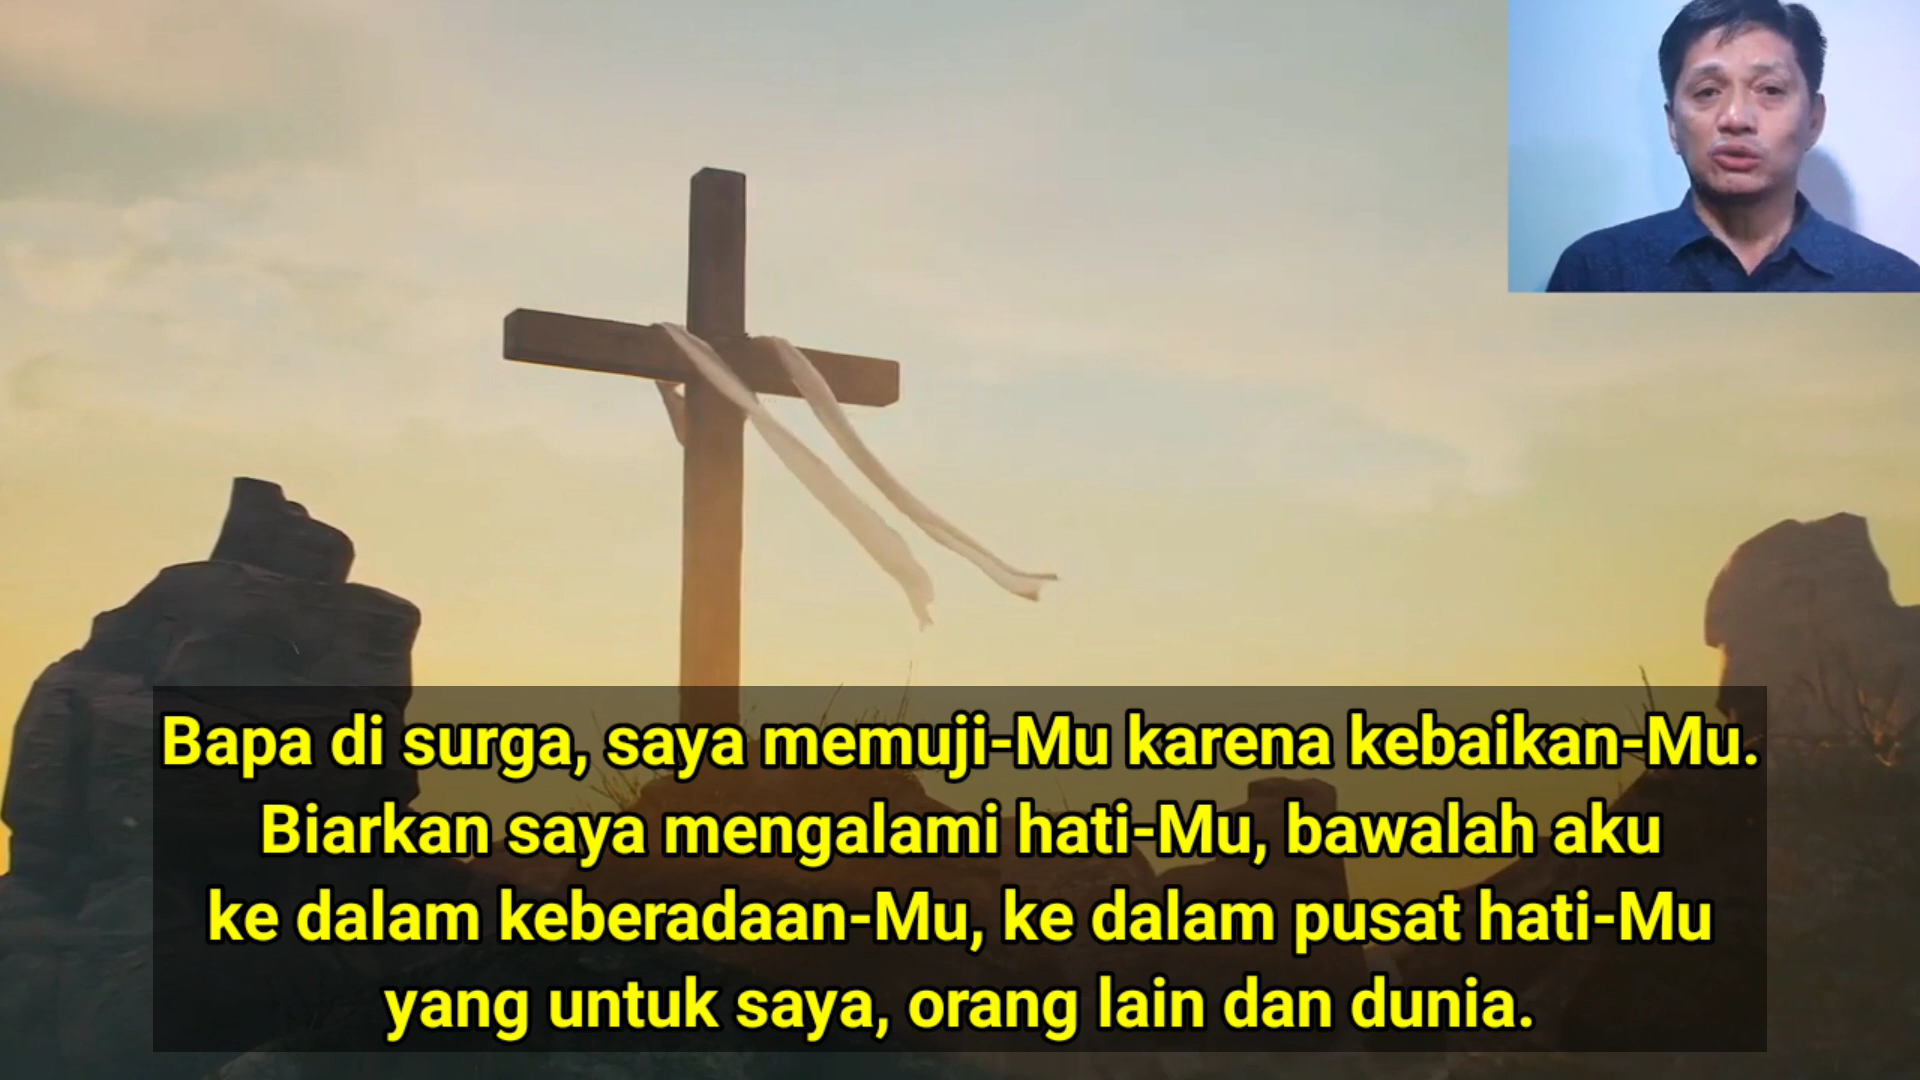 Bapa di surga, saya memuji-Mu karena kebaikan-Mu.
Biarkan saya mengalami hati-Mu, bawalah aku
ke dalam keberadaan-Mu, ke dalam pusat hati-Mu
yang untuk saya, orang lain dan dunia.